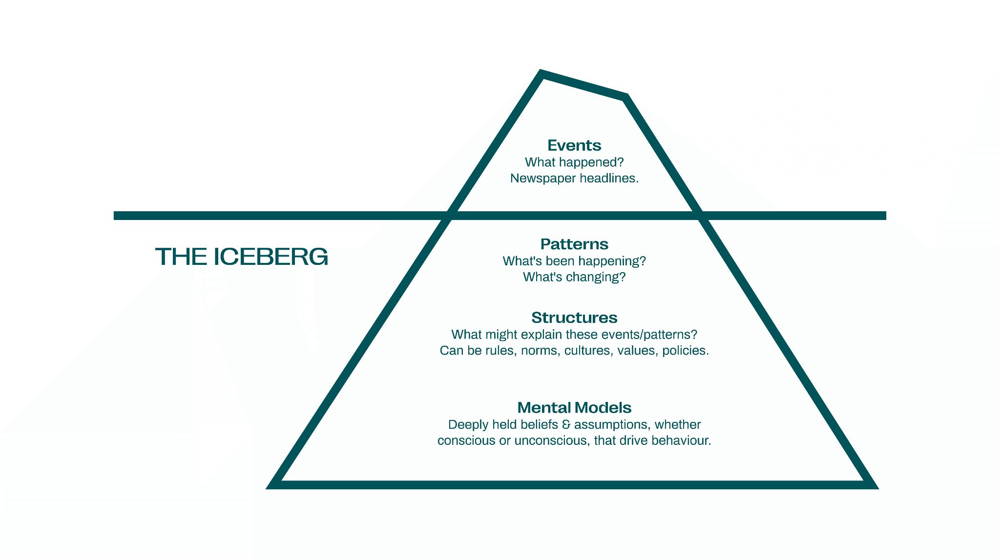 Events
What happened?
Newspaper headlines.
THE ICEBERG
Patterns
What's been happening?
What's changing?
Structures
What might explain these events/patterns?
Can be rules, norms, cultures, values, policies.
Mental Models
Deeply held beliefs & assumptions, whether
conscious or unconscious, that drive behaviour.